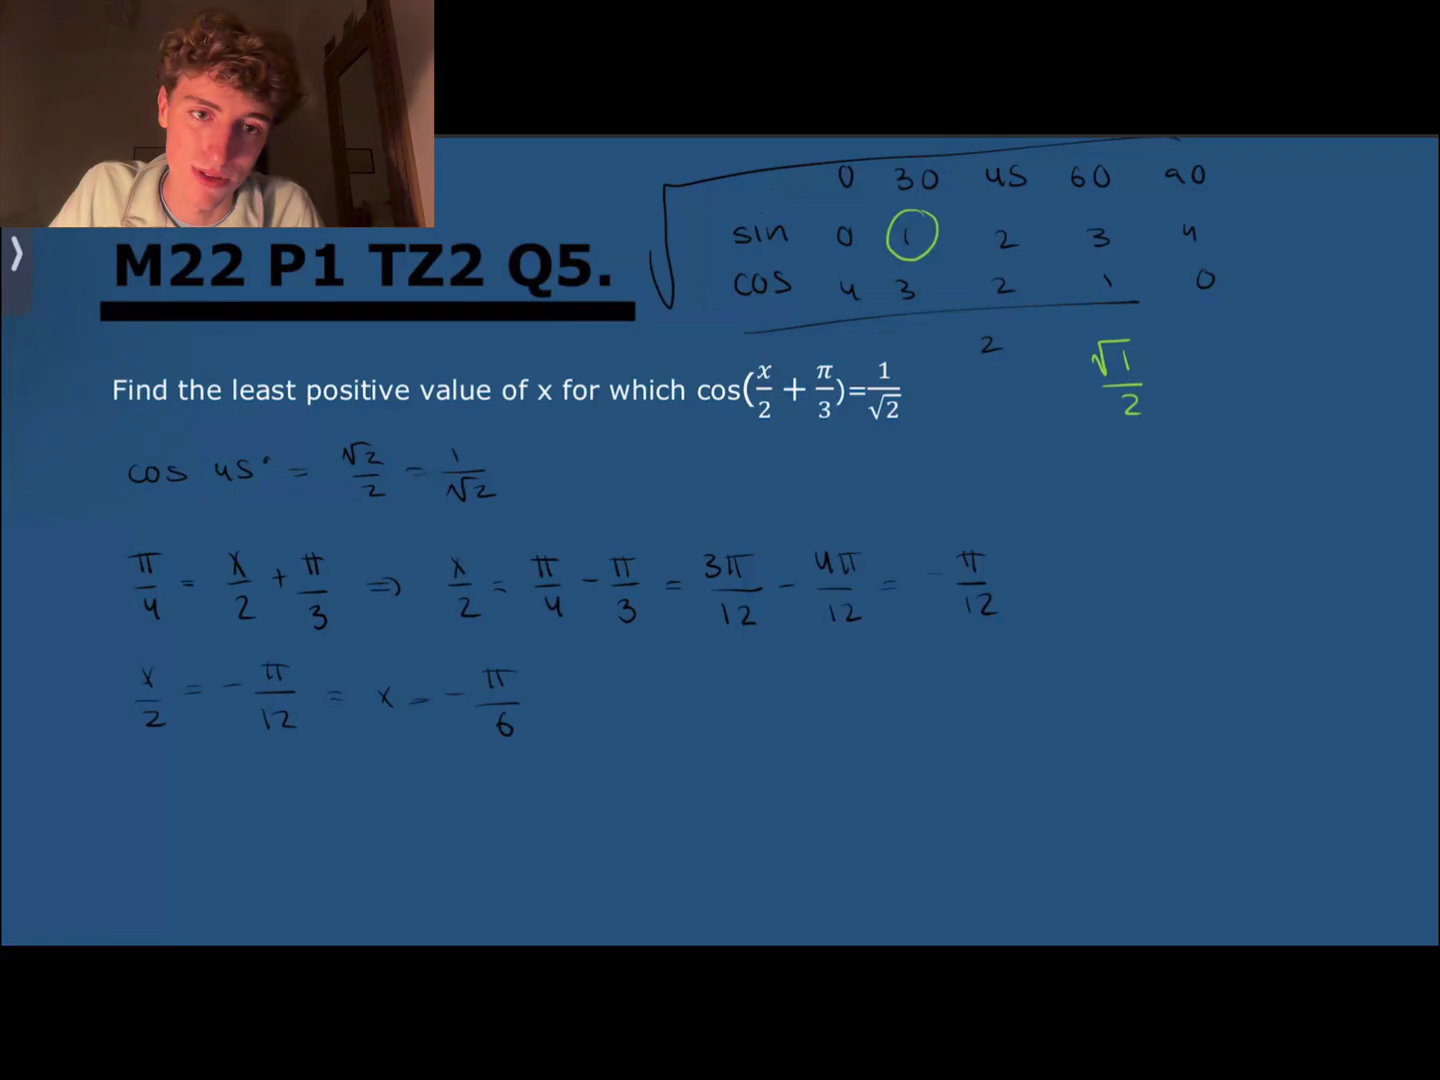 0 30 45 60 90
sin 0 1 2 3 4
cos 4 3 2 1 0
2
√1/2
❯
M22 P1 TZ2 Q5.
Find the least positive value of x for which cos(x/2 + π/3)=1/√2
cos 45° = √2/2 = 1/√2
π/4 = x/2 + π/3 ⇒ x/2 = π/4 - π/3 = 3π/12 - 4π/12 = - π/12
x/2 = - π/12 = x = - π/6